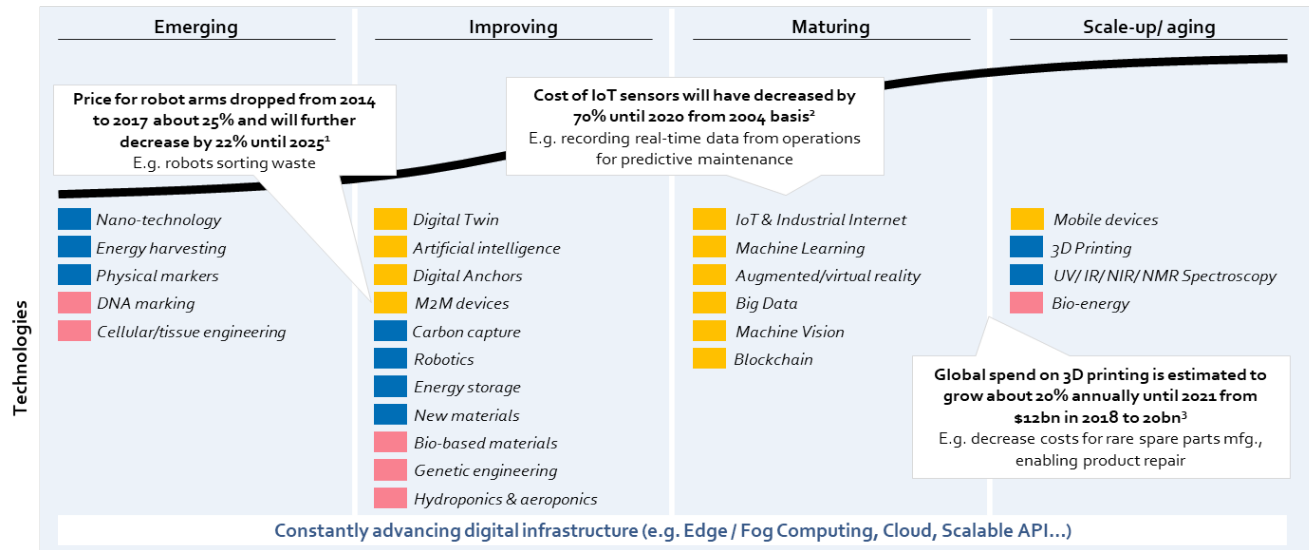 Emerging
Improving
Maturing
Scale-up/ aging
Price for robot arms dropped from 2014
to 2017 about 25% and will further
decrease by 22% until 2025¹
E.g. robots sorting waste
Cost of IoT sensors will have decreased by
70% until 2020 from 2004 basis²
E.g. recording real-time data from operations
for predictive maintenance
Technologies
Nano-technology
Energy harvesting
Physical markers
DNA marking
Cellular/tissue engineering
Digital Twin
Artificial intelligence
Digital Anchors
M2M devices
Carbon capture
Robotics
Energy storage
New materials
Bio-based materials
Genetic engineering
Hydroponics & aeroponics
IoT & Industrial Internet
Machine Learning
Augmented/virtual reality
Big Data
Machine Vision
Blockchain
Mobile devices
3D Printing
UV/ IR/ NIR/ NMR Spectroscopy
Bio-energy
Global spend on 3D printing is estimated to
grow about 20% annually until 2021 from
$12bn in 2018 to 20bn³
E.g. decrease costs for rare spare parts mfg.,
enabling product repair
Constantly advancing digital infrastructure (e.g. Edge / Fog Computing, Cloud, Scalable API...)